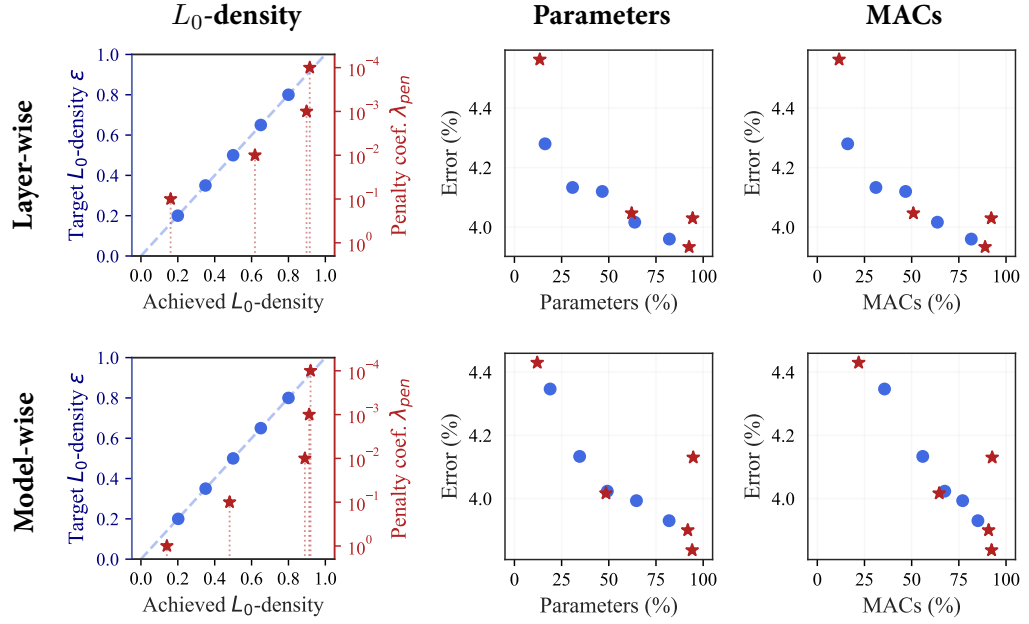 L₀-density Parameters MACs
Layer-wise
Target L₀-density ε
1.0
0.8
0.6
0.4
0.2
0.0
0.0 0.2 0.4 0.6 0.8 1.0
Achieved L₀-density
10⁻⁴
10⁻³
10⁻²
10⁻¹
10⁰
Penalty coef. λ_pen
Error (%)
4.4
4.2
4.0
0 25 50 75 100
Parameters (%)
Error (%)
4.4
4.2
4.0
0 25 50 75 100
MACs (%)
Model-wise
Target L₀-density ε
1.0
0.8
0.6
0.4
0.2
0.0
0.0 0.2 0.4 0.6 0.8 1.0
Achieved L₀-density
10⁻⁴
10⁻³
10⁻²
10⁻¹
10⁰
Penalty coef. λ_pen
Error (%)
4.4
4.2
4.0
0 25 50 75 100
Parameters (%)
Error (%)
4.4
4.2
4.0
0 25 50 75 100
MACs (%)